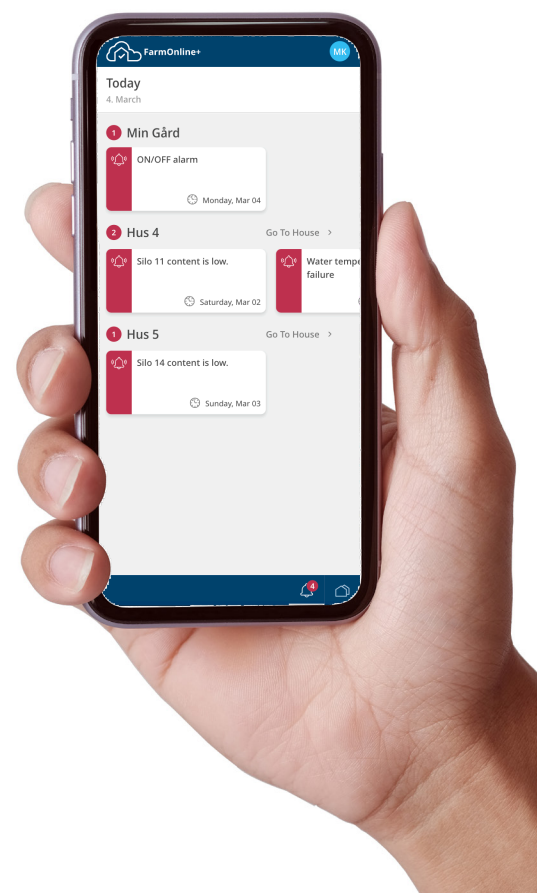 FarmOnline+
MK
Today
4. March
1 Min Gård
ON/OFF alarm
Monday, Mar 04
2 Hus 4 Go To House >
Silo 11 content is low.
Saturday, Mar 02
Water tempe
failure
1 Hus 5 Go To House >
Silo 14 content is low.
Sunday, Mar 03
4